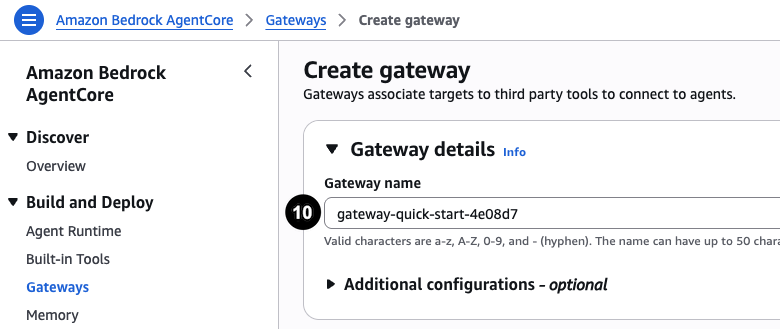 Amazon Bedrock AgentCore > Gateways > Create gateway
Amazon Bedrock
AgentCore
Discover
Overview
Build and Deploy
Agent Runtime
Built-in Tools
Gateways
Memory
Create gateway
Gateways associate targets to third party tools to connect to agents.
Gateway details Info
Gateway name
10
gateway-quick-start-4e08d7
Valid characters are a-z, A-Z, 0-9, and - (hyphen). The name can have up to 50
Additional configurations - optional